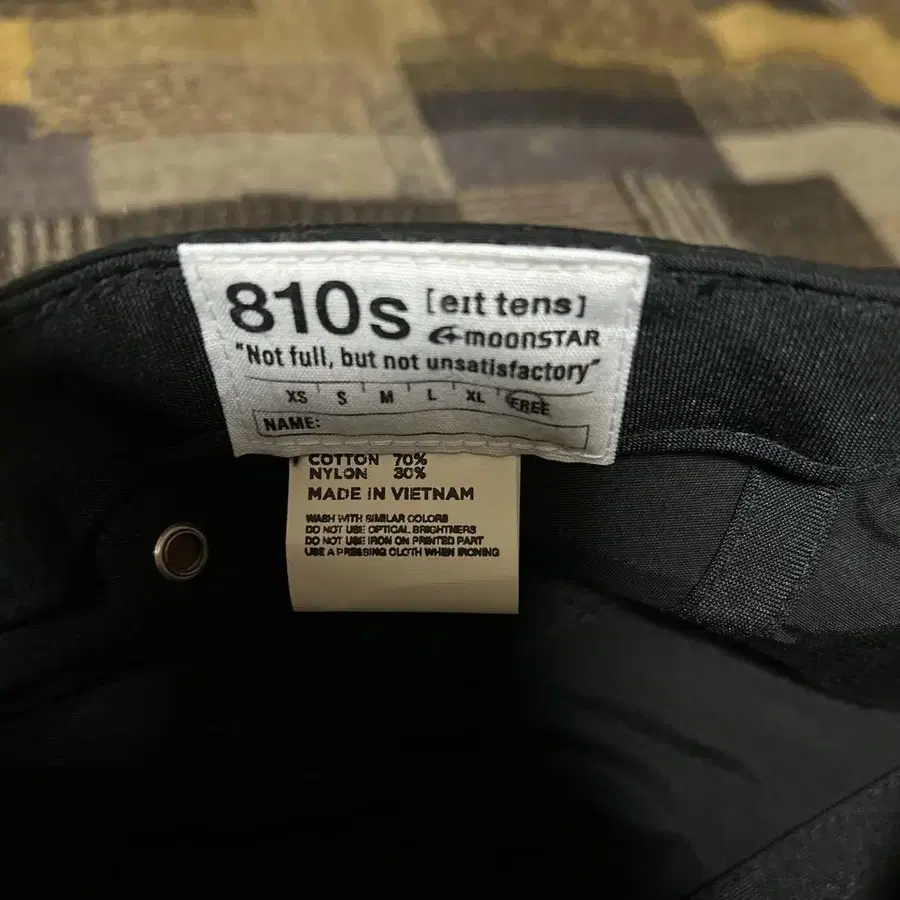 810s [eıt tens]
moonSTAR
"Not full, but not unsatisfactory"
XS S M L XL FREE
NAME:
COTTON 70%
NYLON 30%
MADE IN VIETNAM
WASH WITH SIMILAR COLORS
DO NOT USE OPTICAL BRIGHTNERS
DO NOT USE IRON ON PRINTED PART
USE A PRESSING CLOTH WHEN IRONING